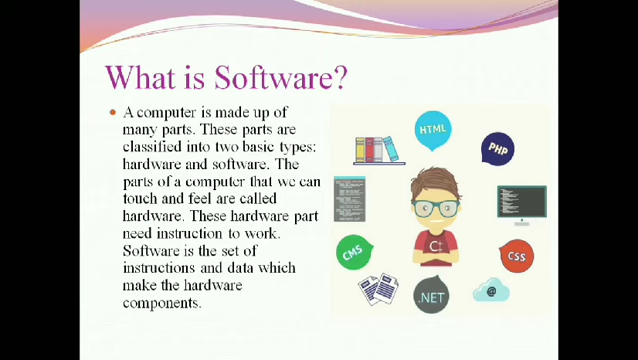 What is Software?
A computer is made up of
many parts. These parts are
classified into two basic types:
hardware and software. The
parts of a computer that we can
touch and feel are called
hardware. These hardware part
need instruction to work.
Software is the set of
instructions and data which
make the hardware
components.
HTML
PHP
CMS
C+
CSS
.NET
@